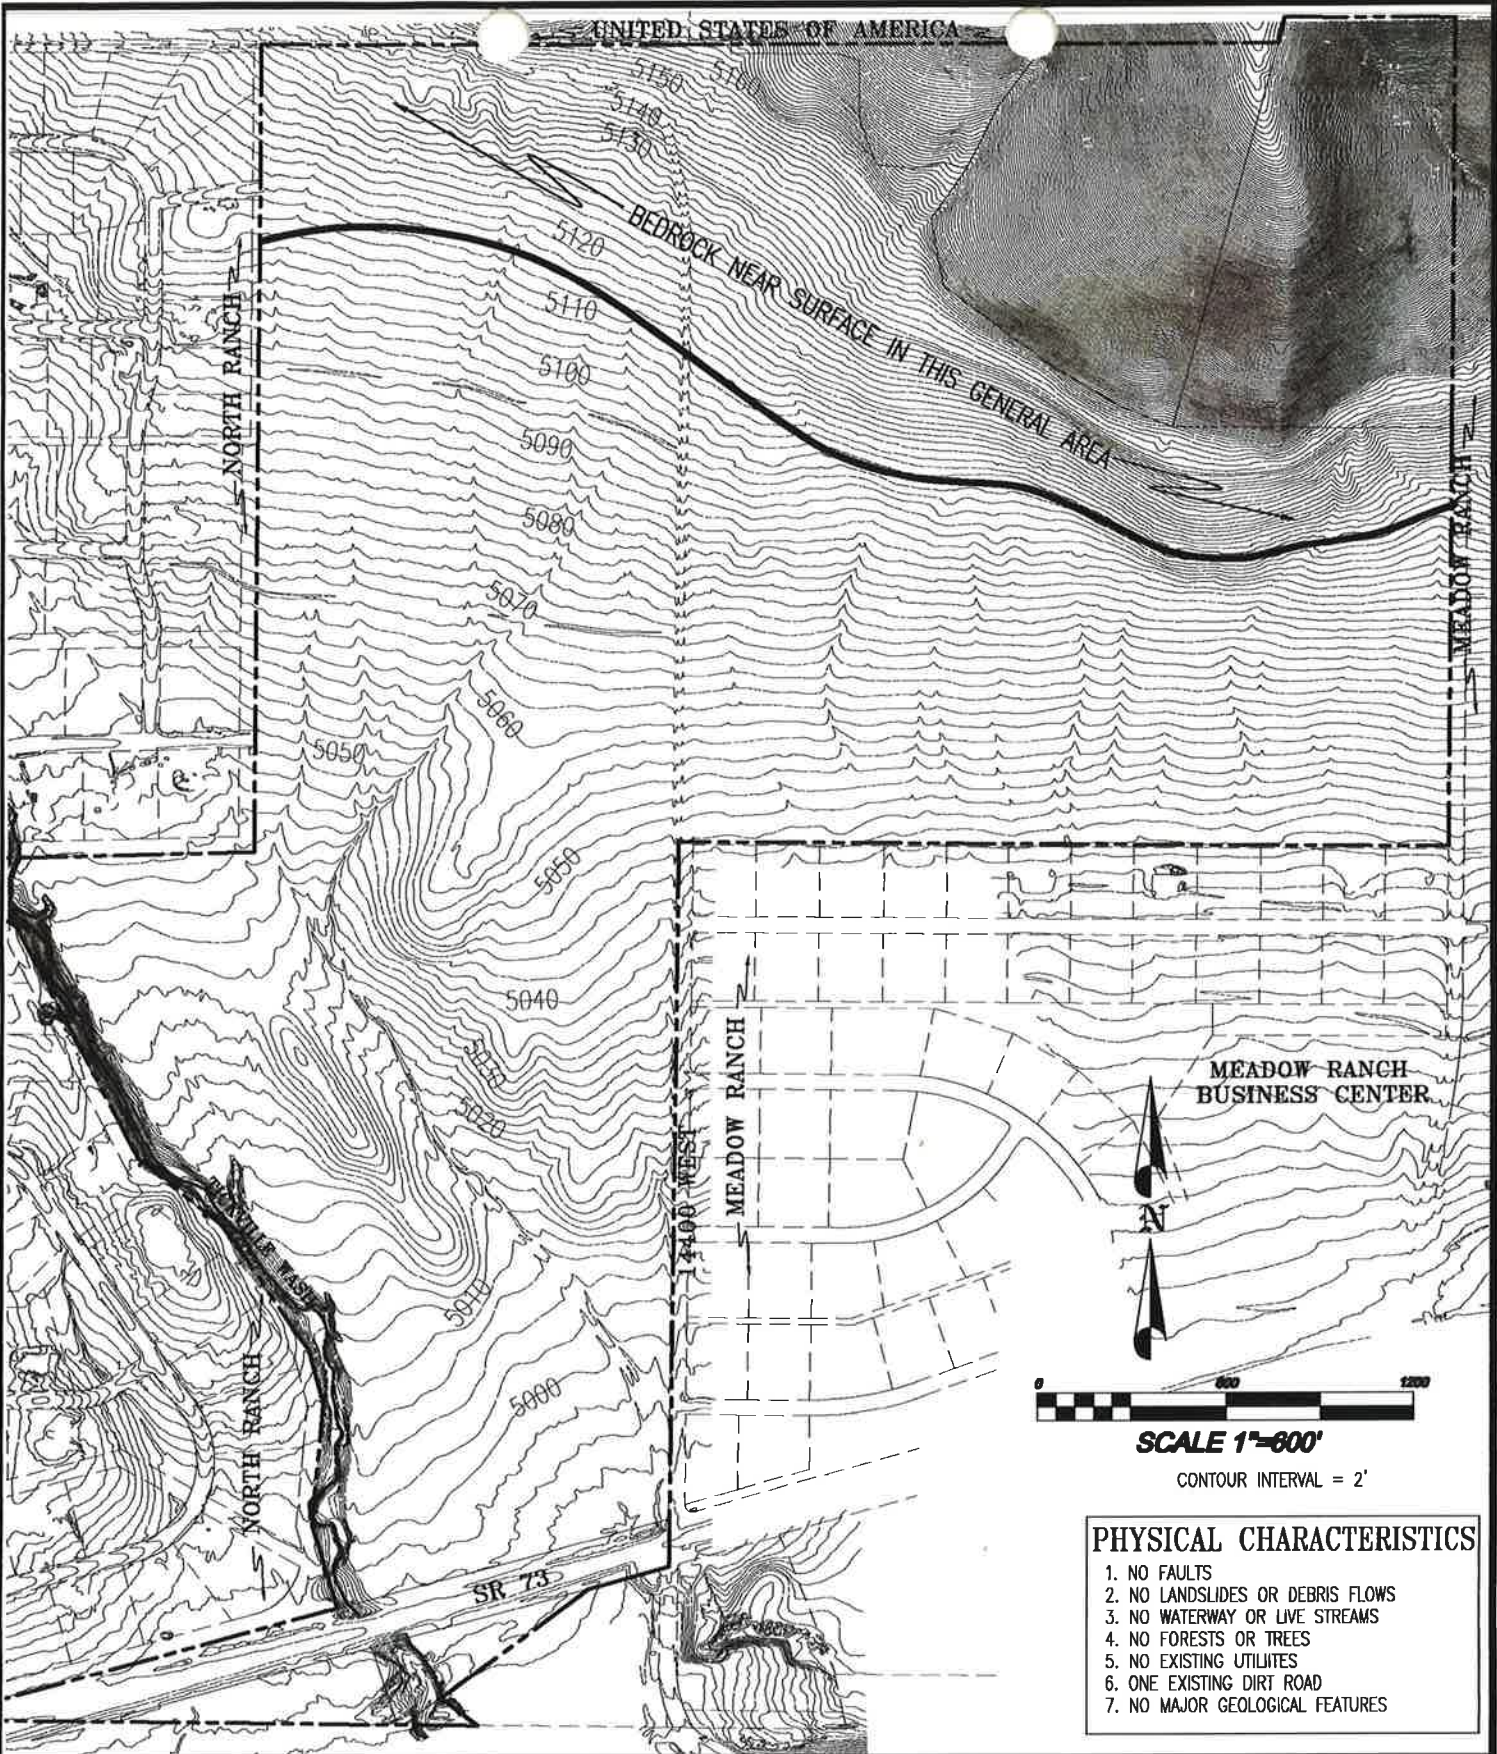 UNITED STATES OF AMERICA
5150 5160
5140
5130
BEDROCK NEAR SURFACE IN THIS GENERAL AREA
5120
5110
5100
5090
5080
5070
5060
5050
NORTH RANCH
MEADOW RANCH
5050
5040
5030
5020
5010
5000
TICKVILLE WASH
NORTH RANCH
14400 WEST
MEADOW RANCH
MEADOW RANCH
BUSINESS CENTER
N
SR 73
0 600 1200
SCALE 1"=600'
CONTOUR INTERVAL = 2'
PHYSICAL CHARACTERISTICS
1. NO FAULTS
2. NO LANDSLIDES OR DEBRIS FLOWS
3. NO WATERWAY OR LIVE STREAMS
4. NO FORESTS OR TREES
5. NO EXISTING UTILIITES
6. ONE EXISTING DIRT ROAD
7. NO MAJOR GEOLOGICAL FEATURES